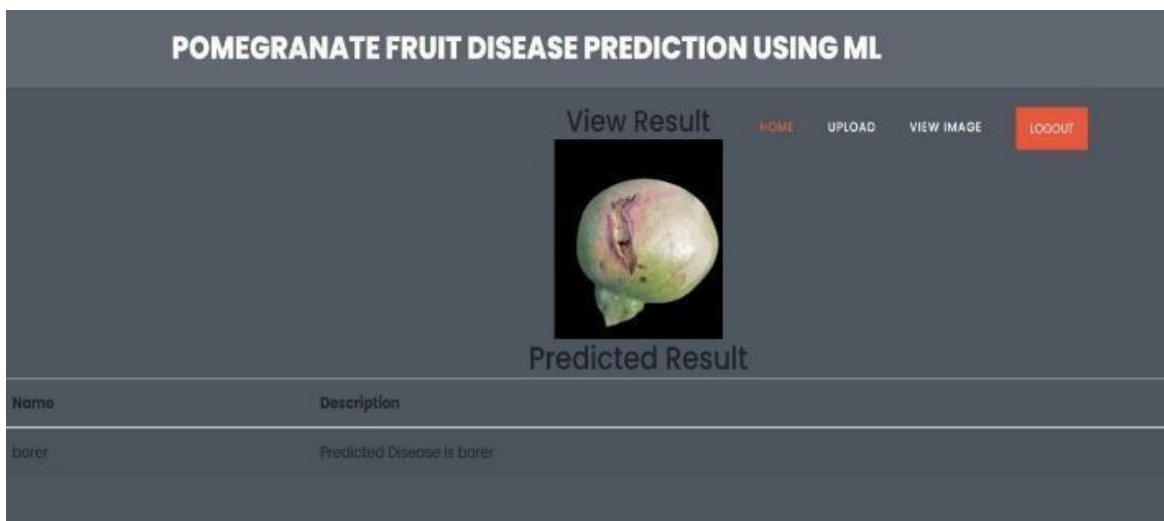 POMEGRANATE FRUIT DISEASE PREDICTION USING ML
View Result
HOME UPLOAD VIEW IMAGE LOGOUT
Predicted Result
Name Description
borer Predicted Disease is borer